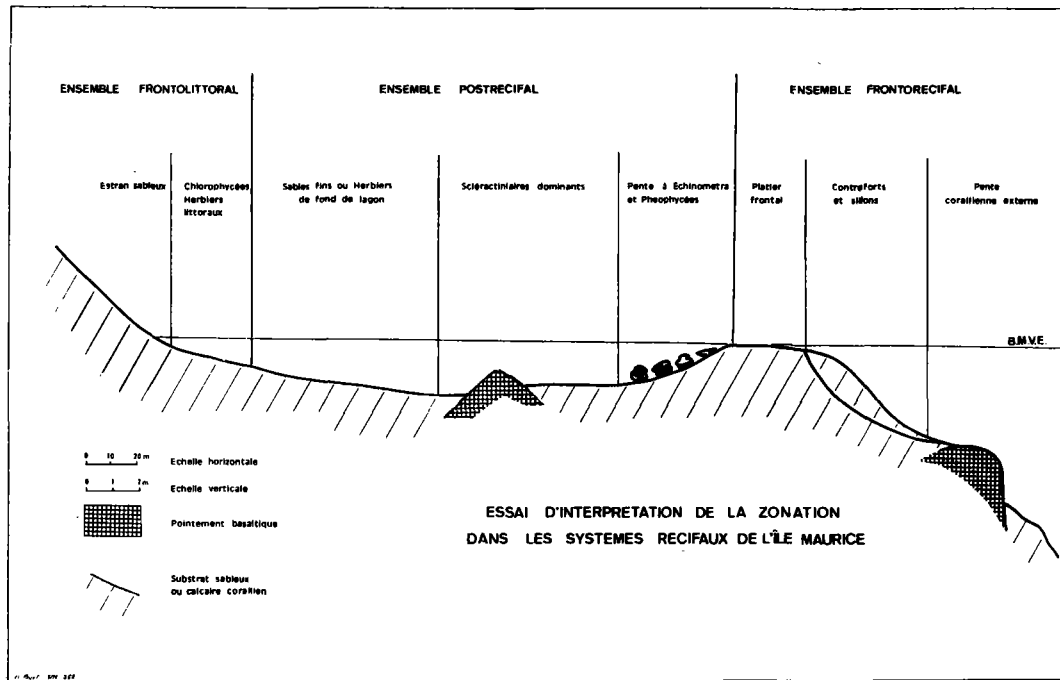 ENSEMBLE FRONTOLITTORAL
ENSEMBLE POSTRECIFAL
ENSEMBLE FRONTORECIFAL
Estran sableux
Chlorophycées
Herbiers
littoraux
Sables fins ou Herbiers
de fond de lagon
Scléractiniaires dominants
Pente à Echinometra
et Pheophycées
Platier
frontal
Contreforts
et sillons
Pente
corallienne externe
B.M.V.E.
0 10 20 m
Echelle horizontale
0 1 2 m
Echelle verticale
Pointement basaltique
Substrat sableux
ou calcaire corallien
ESSAI D'INTERPRETATION DE LA ZONATION
DANS LES SYSTEMES RECIFAUX DE L'ÎLE MAURICE